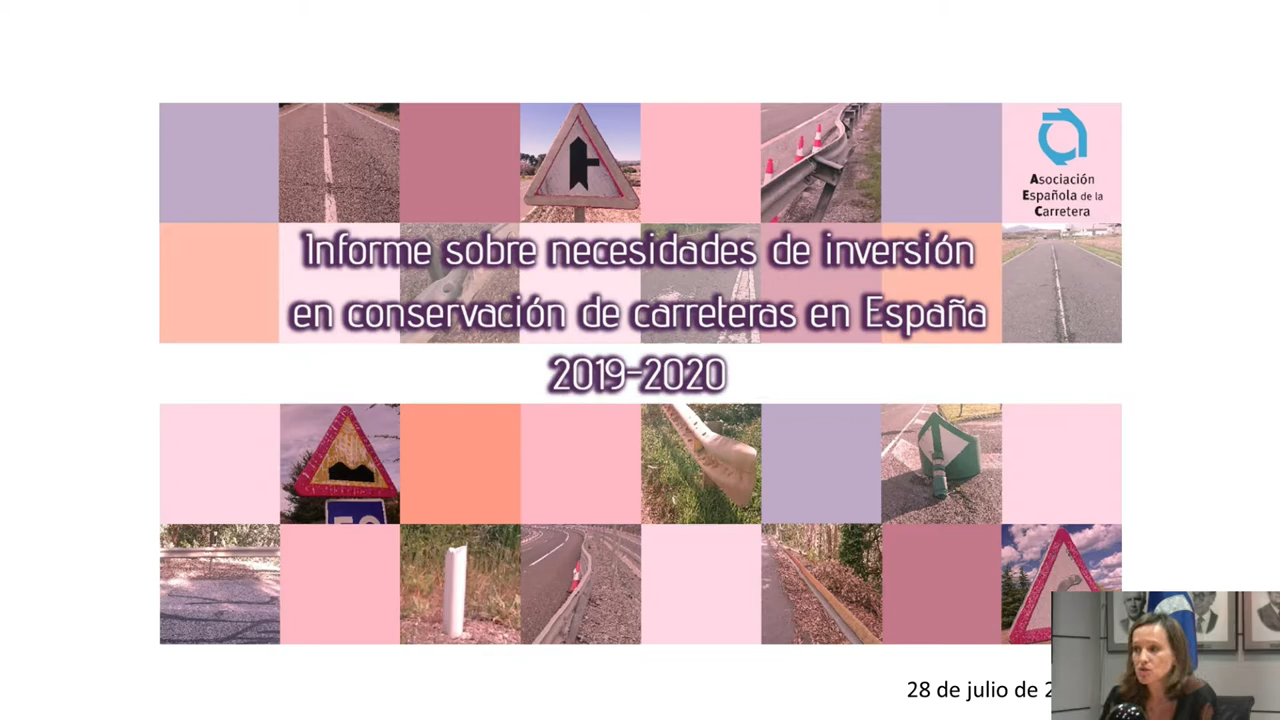 Asociación
Española de la
Carretera
Informe sobre necesidades de inversión
en conservación de carreteras en España
2019-2020
28 de julio de